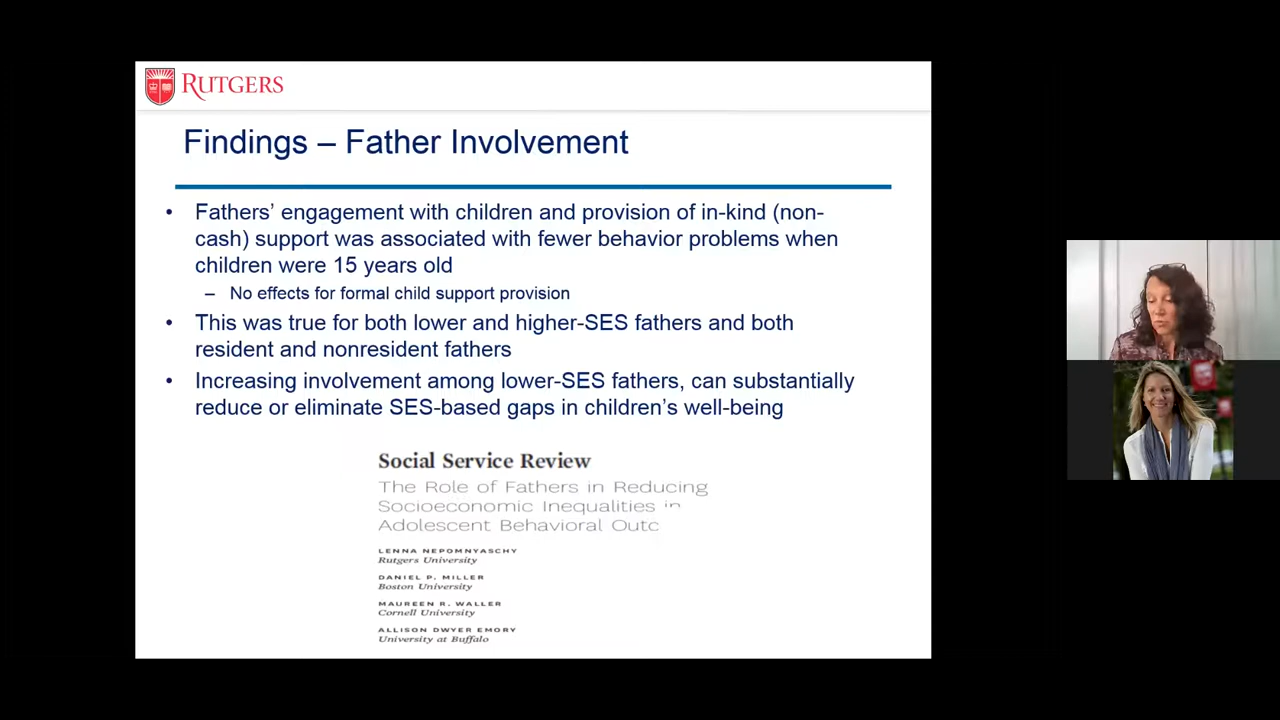 RUTGERS
Findings – Father Involvement
• Fathers’ engagement with children and provision of in-kind (non-
cash) support was associated with fewer behavior problems when
children were 15 years old
– No effects for formal child support provision
• This was true for both lower and higher-SES fathers and both
resident and nonresident fathers
• Increasing involvement among lower-SES fathers, can substantially
reduce or eliminate SES-based gaps in children’s well-being
Social Service Review
The Role of Fathers in Reducing
Socioeconomic Inequalities in
Adolescent Behavioral Outc
LENNA NEPOMNYASCHY
Rutgers University
DANIEL P. MILLER
Boston University
MAUREEN R. WALLER
Cornell University
ALLISON DWYER EMORY
University at Buffalo